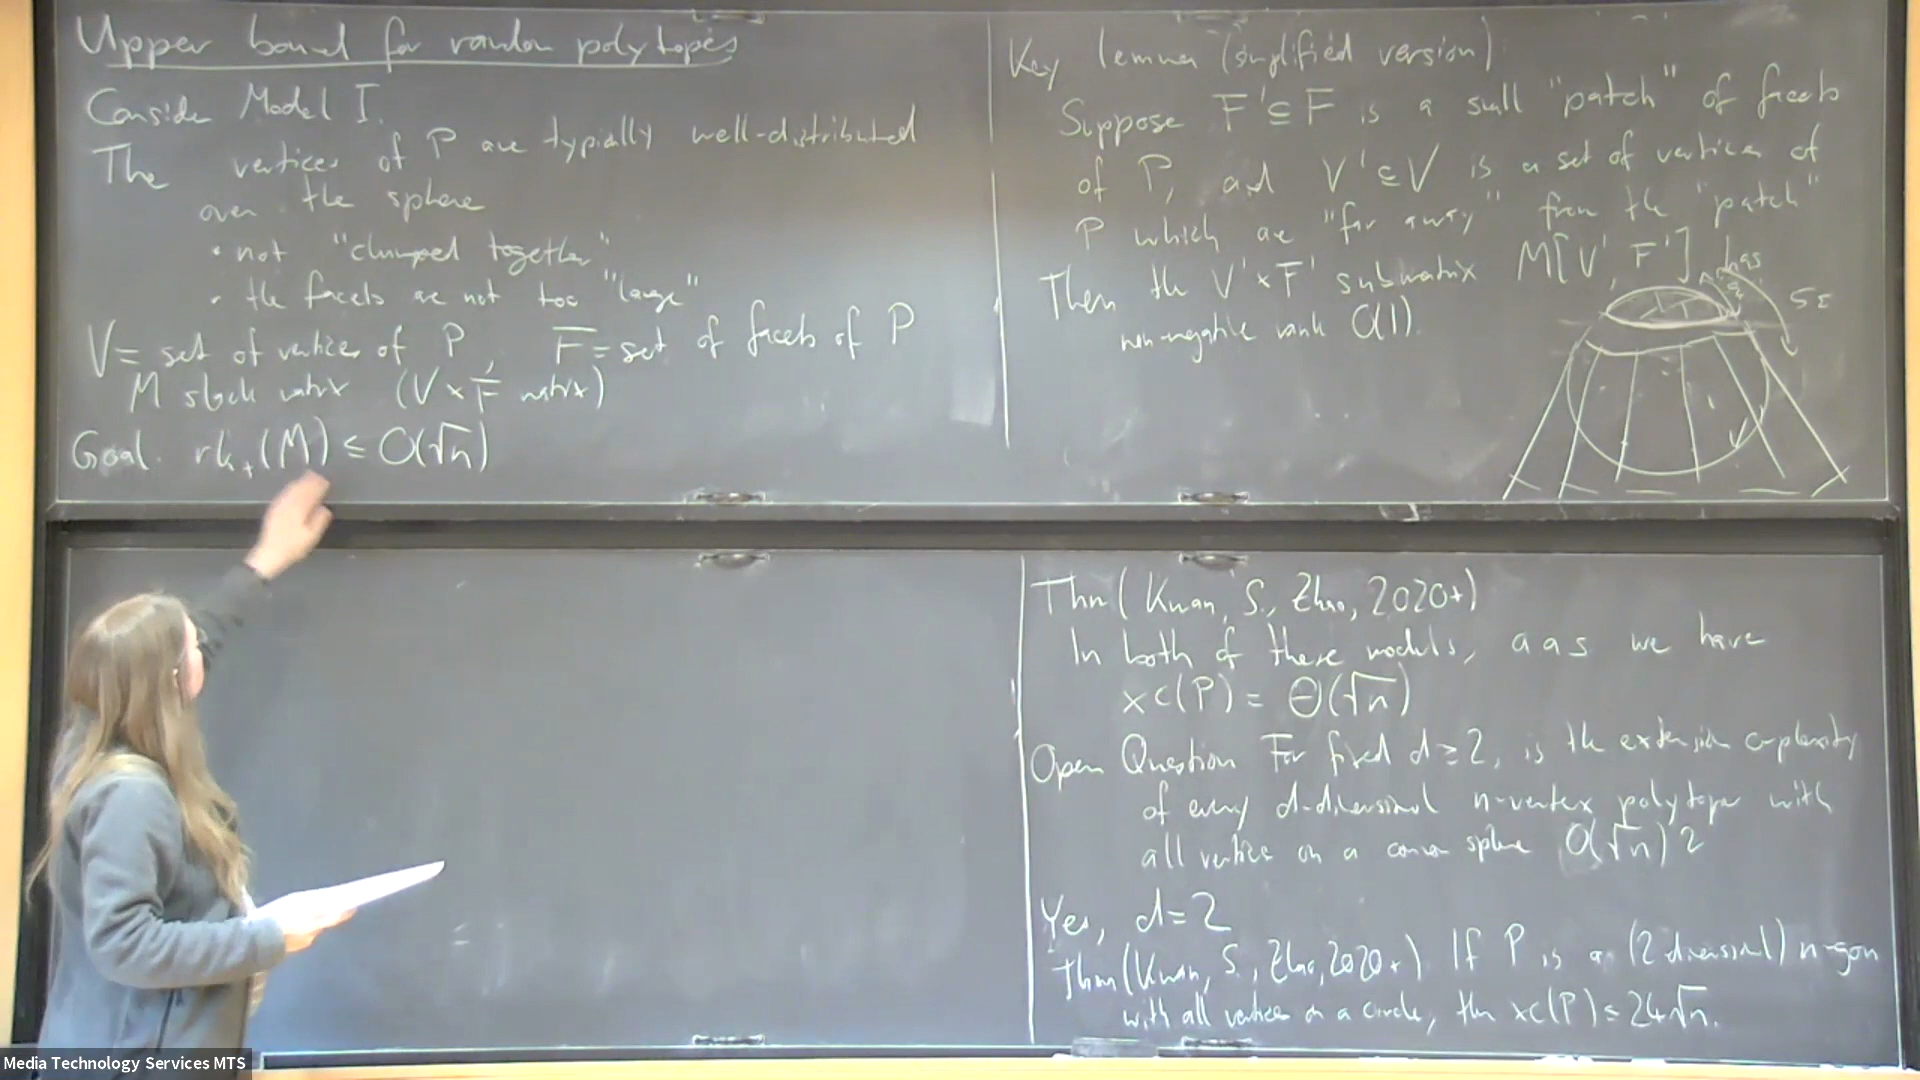 Upper bound for random polytopes
Consider Model I.
The vertices of P are typically well-distributed
over the sphere
• not "clumped together"
• the facets are not too "large"
V = set of vertices of P, F = set of facets of P
M slack matrix (V × F matrix)
Goal. rk₊(M) ≤ O(√n)
Key lemma (simplified version)
Suppose F' ⊆ F is a small "patch" of facets
of P, and V' ⊆ V is a set of vertices of
P which are "far away" from the "patch"
Then the V' × F' submatrix M[V', F'] has
non-negative rank O(1).
5ε
Thm (Kwan, S., Zhao, 2020+)
In both of these models, aas we have
xc(P) = Θ(√n)
Open Question For fixed d ≥ 2, is the extension complexity
of every d-dimensional n-vertex polytope with
all vertices on a common sphere O(√n)?
Yes, d=2
Thm (Kwan, S., Zhao, 2020+) If P is a (2 dimensional) n-gon
with all vertices on a circle, then xc(P) ≤ 24√n.
Media Technology Services MTS